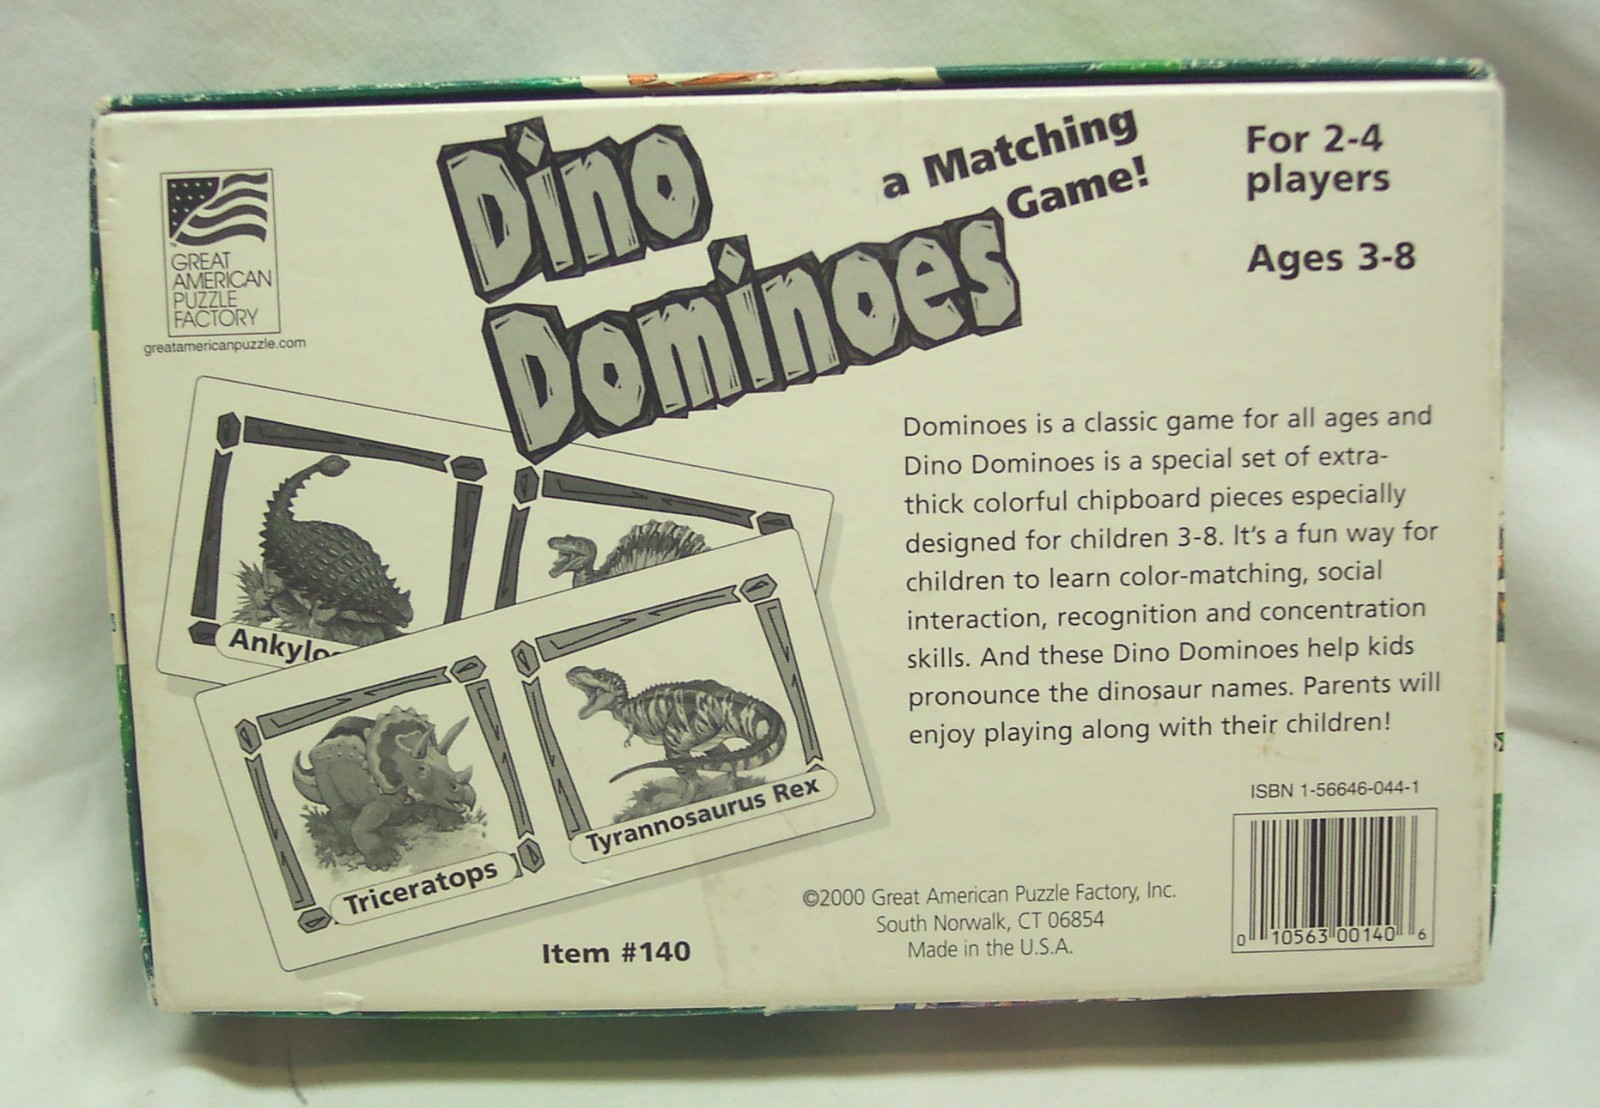 GREAT
AMERICAN
PUZZLE
FACTORY
greatamericanpuzzle.com
Dino
Dominoes
a Matching
Game!
For 2-4
players
Ages 3-8
Dominoes is a classic game for all ages and
Dino Dominoes is a special set of extra-
thick colorful chipboard pieces especially
designed for children 3-8. It's a fun way for
children to learn color-matching, social
interaction, recognition and concentration
skills. And these Dino Dominoes help kids
pronounce the dinosaur names. Parents will
enjoy playing along with their children!
Ankylo
Triceratops
Tyrannosaurus Rex
Item #140
©2000 Great American Puzzle Factory, Inc.
South Norwalk, CT 06854
Made in the U.S.A.
ISBN 1-56646-044-1
0 10563 00140 6